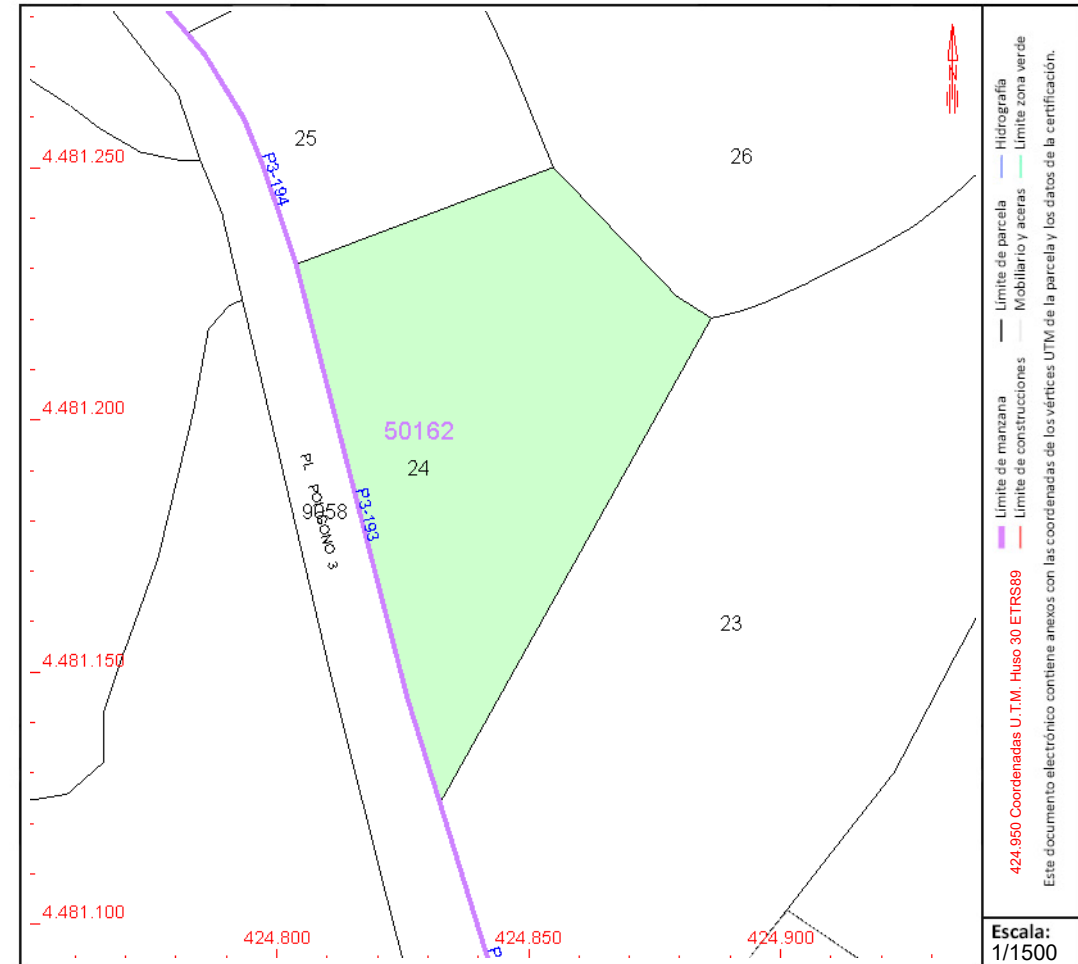 25
26
P3-194
4.481.250
4.481.200
50162
24
PL POLIGONO 3
9058
P3-193
23
4.481.150
4.481.100
424.800
424.850
424.900
P
N
Límite de manzana
Límite de parcela
Hidrografía
Límite de construcciones
Mobiliario y aceras
Límite zona verde
424.950 Coordenadas U.T.M. Huso 30 ETRS89
Este documento electrónico contiene anexos con las coordenadas de los vértices UTM de la parcela y los datos de la certificación.
Escala:
1/1500